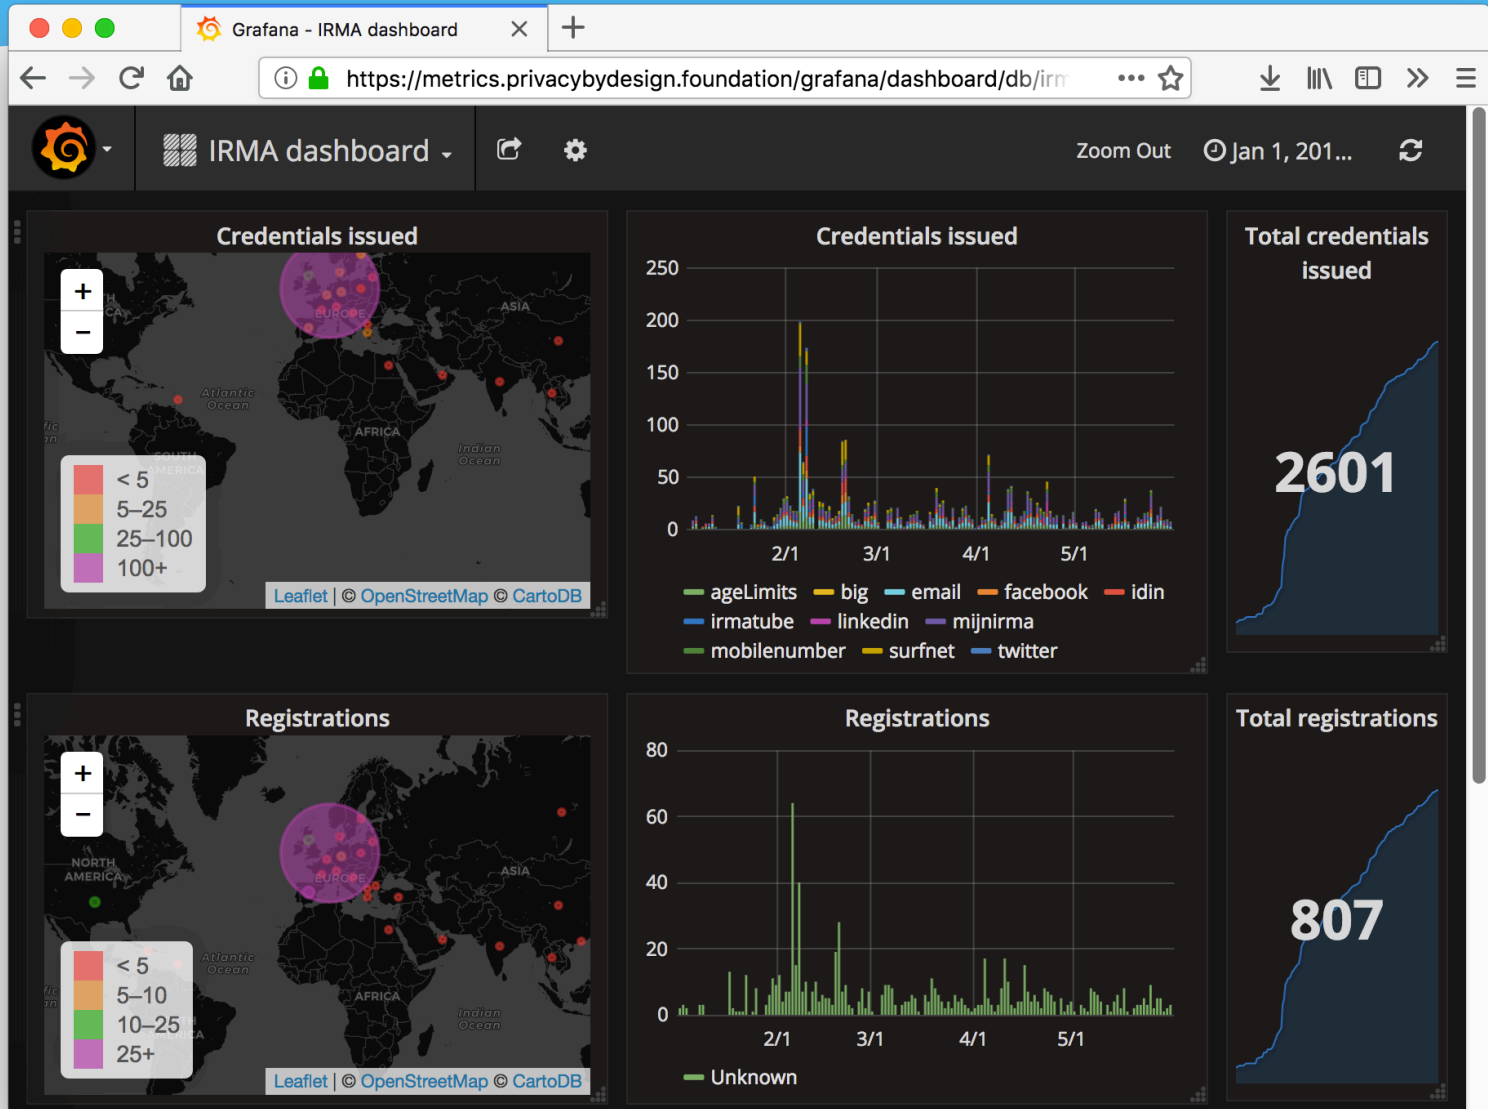 Grafana - IRMA dashboard
https://metrics.privacybydesign.foundation/grafana/dashboard/db/irm
IRMA dashboard
Zoom Out
Jan 1, 201...
Credentials issued
+
−
ASIA
EUROPE
Atlantic
Ocean
AFRICA
Indian
Ocean
SOUTH
AMERICA
< 5
5–25
25–100
100+
Leaflet | © OpenStreetMap © CartoDB
Credentials issued
250
200
150
100
50
0
2/1 3/1 4/1 5/1
ageLimits big email facebook idin
irmatube linkedin mijnirma
mobilenumber surfnet twitter
Total credentials
issued
2601
Registrations
+
−
NORTH
AMERICA
ASIA
EUROPE
Atlantic
Ocean
AFRICA
Indian
Ocean
< 5
5–10
10–25
25+
Leaflet | © OpenStreetMap © CartoDB
Registrations
80
60
40
20
0
2/1 3/1 4/1 5/1
Unknown
Total registrations
807